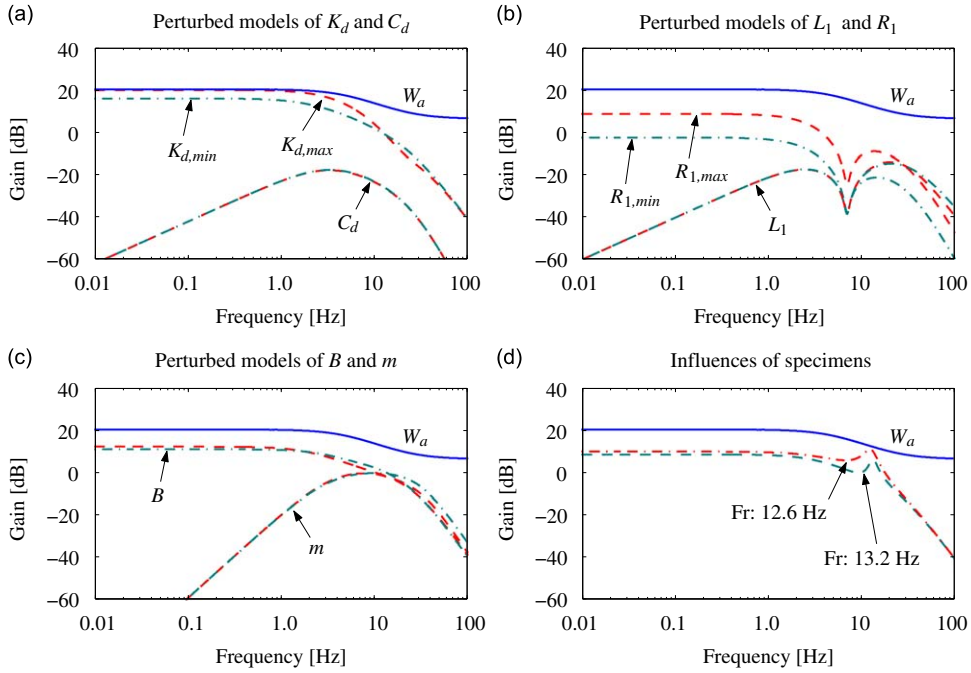 (a) Perturbed models of K_d and C_d
40
20
0
−20
−40
−60
Gain [dB]
W_a
K_d,min
K_d,max
C_d
0.01 0.1 1.0 10 100
Frequency [Hz]
(b) Perturbed models of L_1 and R_1
40
20
0
−20
−40
−60
Gain [dB]
W_a
R_1,max
R_1,min
L_1
0.01 0.1 1.0 10 100
Frequency [Hz]
(c) Perturbed models of B and m
40
20
0
−20
−40
−60
Gain [dB]
W_a
B
m
0.01 0.1 1.0 10 100
Frequency [Hz]
(d) Influences of specimens
40
20
0
−20
−40
−60
Gain [dB]
W_a
Fr: 12.6 Hz
Fr: 13.2 Hz
0.01 0.1 1.0 10 100
Frequency [Hz]